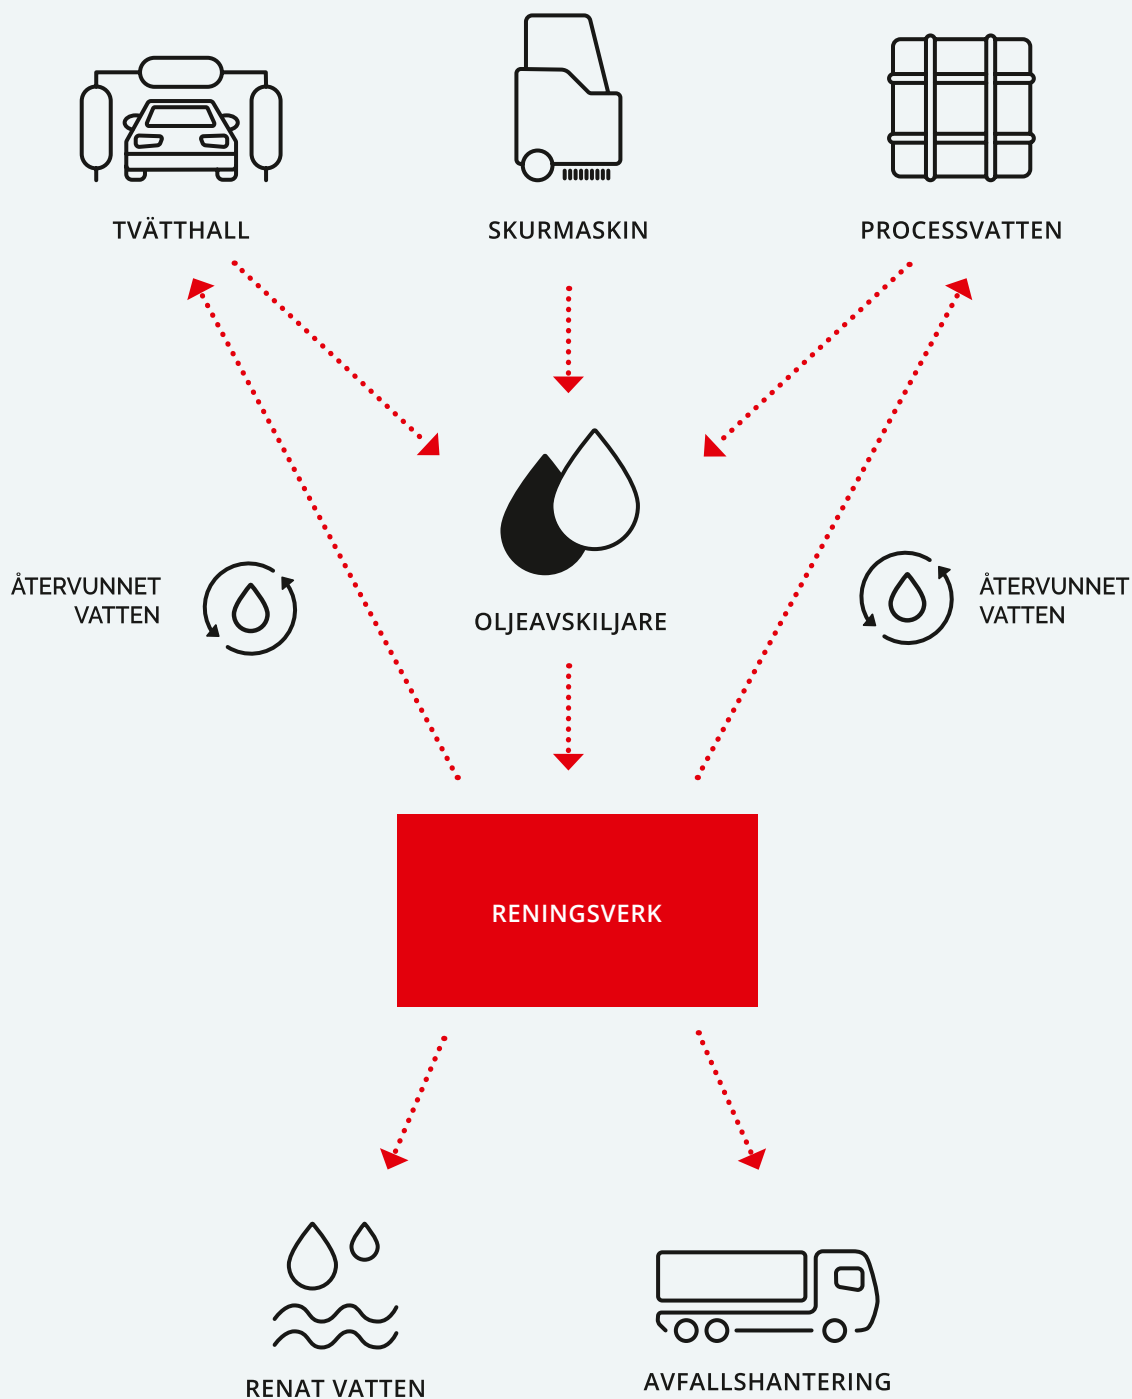 TVÄTTHALL
SKURMASKIN
PROCESSVATTEN
ÅTERVUNNET
VATTEN
OLJEAVSKILJARE
ÅTERVUNNET
VATTEN
RENINGSVERK
RENAT VATTEN
AVFALLSHANTERING